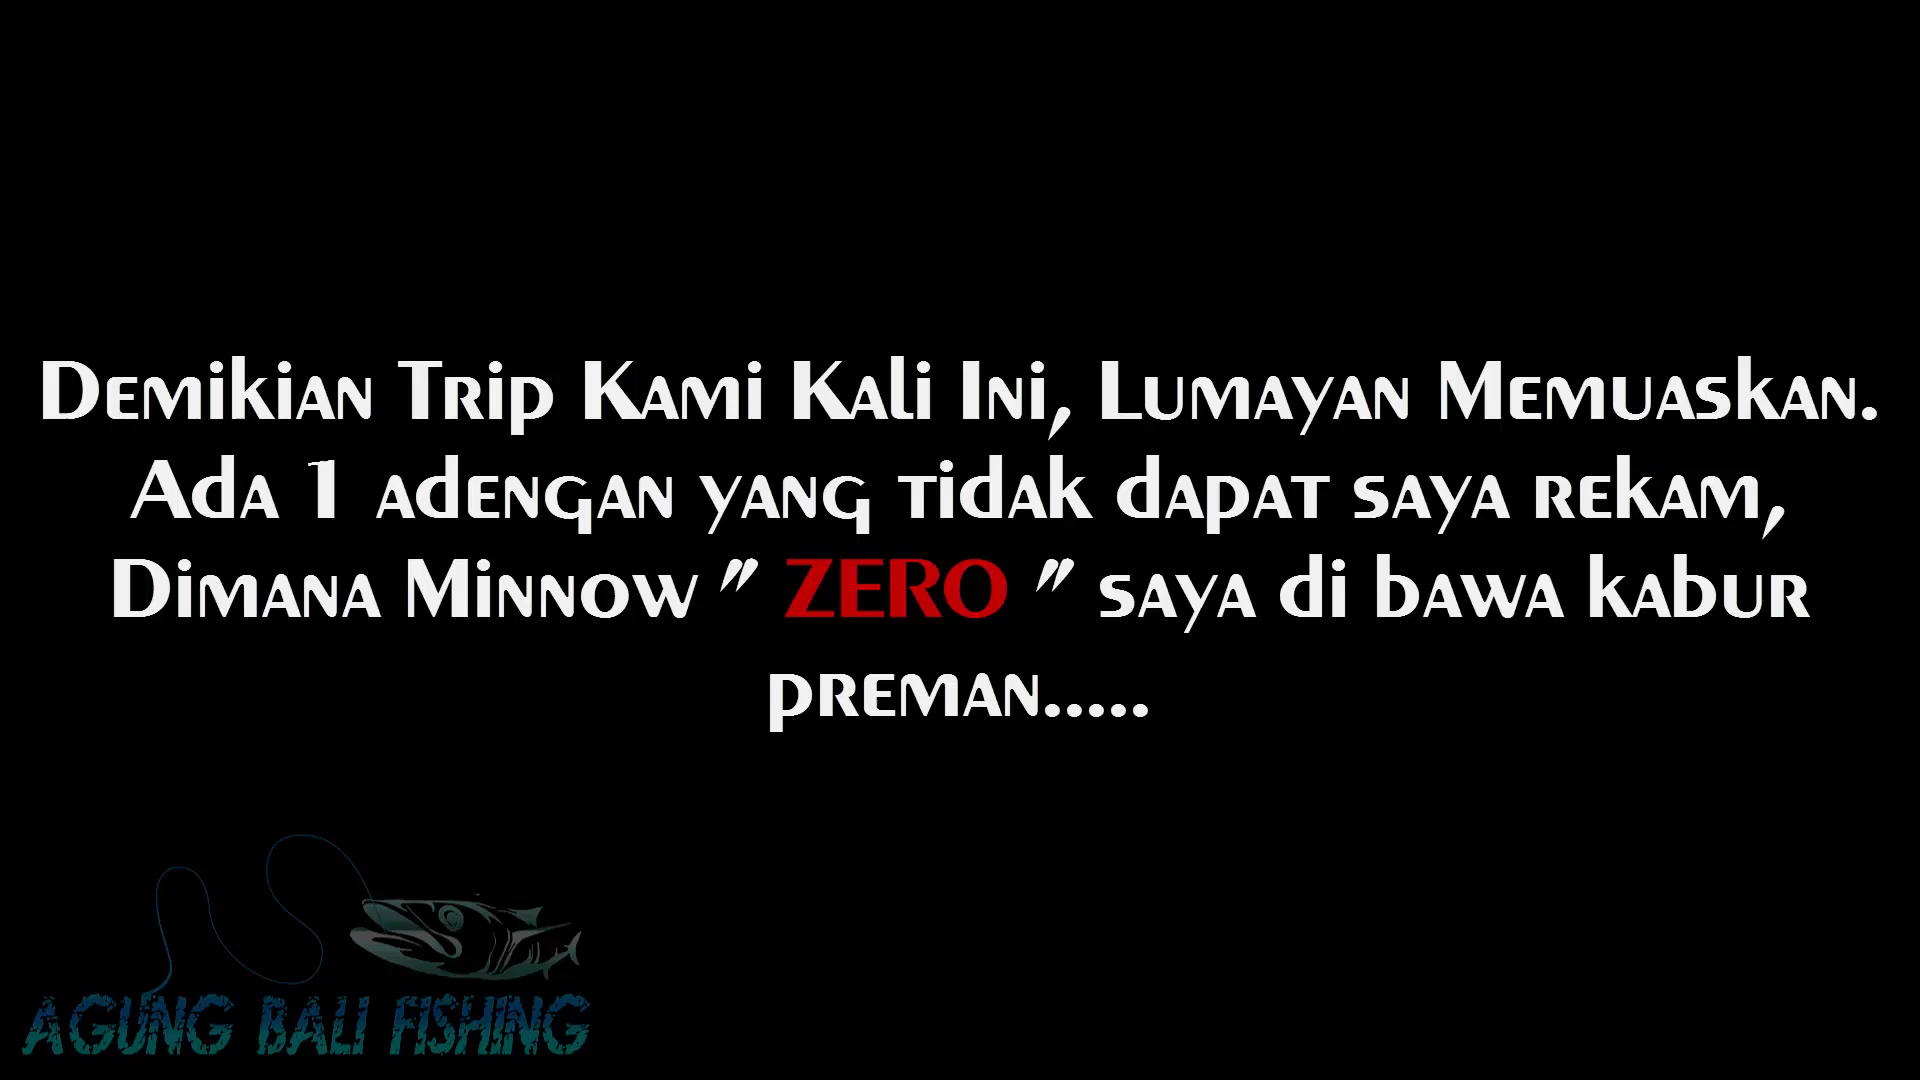 Demikian Trip Kami Kali Ini, Lumayan Memuaskan.
Ada 1 adengan yang tidak dapat saya rekam,
Dimana Minnow " ZERO " saya di bawa kabur
preman.....
AGUNG BALI FISHING